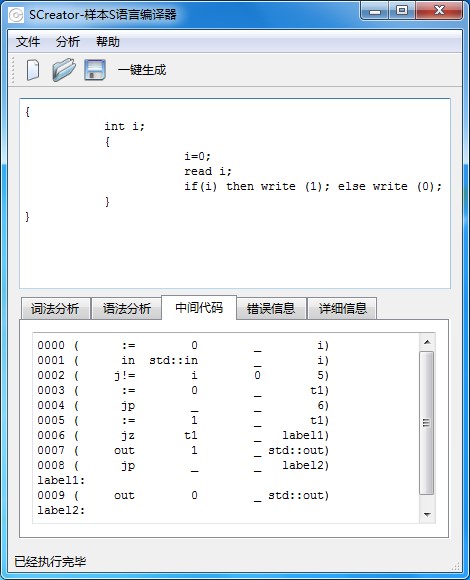 SCreator-样本S语言编译器
文件 分析 帮助
一键生成
{
int i;
{
i=0;
read i;
if(i) then write (1); else write (0);
}
}
词法分析 语法分析 中间代码 错误信息 详细信息
0000 ( := 0 _ i)
0001 ( in std::in _ i)
0002 ( j!= i 0 5)
0003 ( := 0 _ t1)
0004 ( jp _ _ 6)
0005 ( := 1 _ t1)
0006 ( jz t1 _ label1)
0007 ( out 1 _ std::out)
0008 ( jp _ _ label2)
label1:
0009 ( out 0 _ std::out)
label2:
已经执行完毕